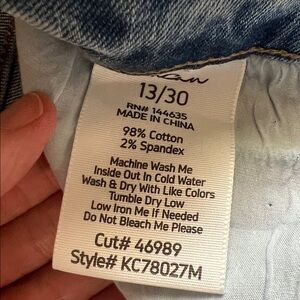 13/30
RN# 144635
MADE IN CHINA
98% Cotton
2% Spandex
Machine Wash Me
Inside Out In Cold Water
Wash & Dry With Like Colors
Tumble Dry Low
Low Iron Me If Needed
Do Not Bleach Me Please
Cut# 46989
Style# KC78027M